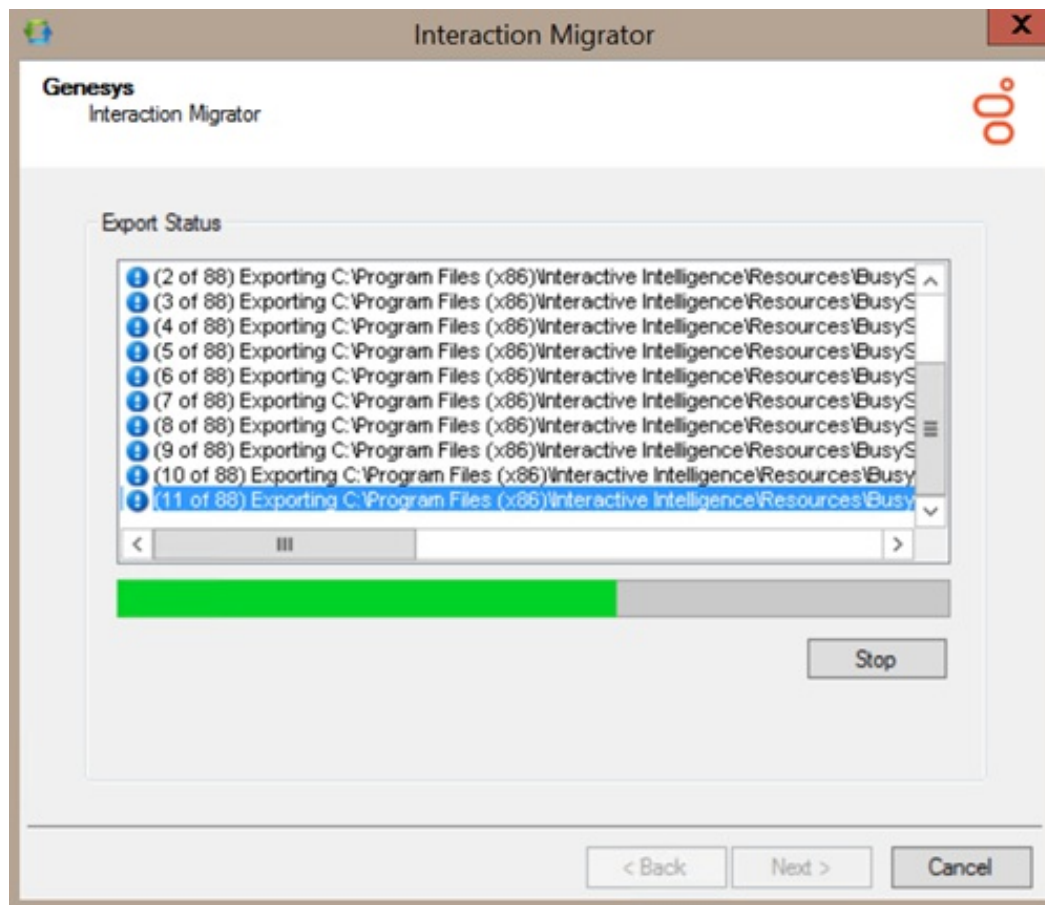 Interaction Migrator
X
Genesys
Interaction Migrator
Export Status
(2 of 88) Exporting C:\Program Files (x86)\Interactive Intelligence\Resources\BusyS
(3 of 88) Exporting C:\Program Files (x86)\Interactive Intelligence\Resources\BusyS
(4 of 88) Exporting C:\Program Files (x86)\Interactive Intelligence\Resources\BusyS
(5 of 88) Exporting C:\Program Files (x86)\Interactive Intelligence\Resources\BusyS
(6 of 88) Exporting C:\Program Files (x86)\Interactive Intelligence\Resources\BusyS
(7 of 88) Exporting C:\Program Files (x86)\Interactive Intelligence\Resources\BusyS
(8 of 88) Exporting C:\Program Files (x86)\Interactive Intelligence\Resources\BusyS
(9 of 88) Exporting C:\Program Files (x86)\Interactive Intelligence\Resources\BusyS
(10 of 88) Exporting C:\Program Files (x86)\Interactive Intelligence\Resources\Busy
(11 of 88) Exporting C:\Program Files (x86)\Interactive Intelligence\Resources\Busy
Stop
< Back Next > Cancel